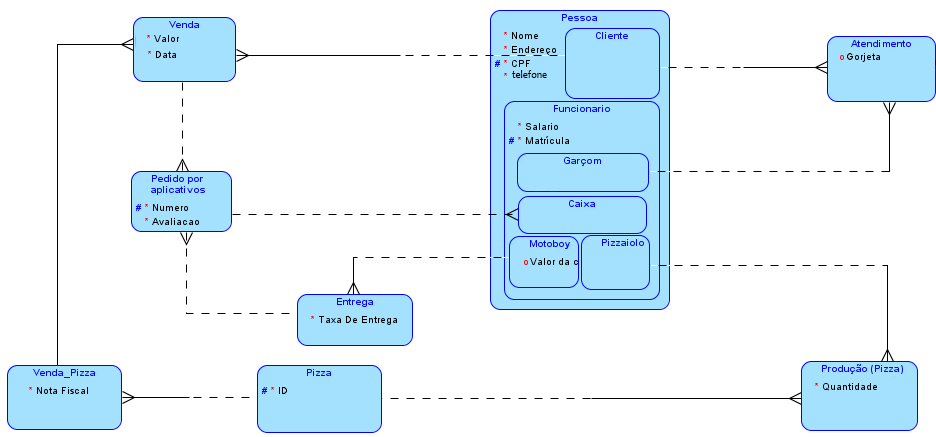 Venda
* Valor
* Data
Pessoa
* Nome
* Endereço
# * CPF
* telefone
Cliente
Atendimento
o Gorjeta
Funcionario
* Salario
# * Matrícula
Garçom
Caixa
Motoboy
o Valor da c
Pizzaiolo
Pedido por
aplicativos
# * Numero
* Avaliacao
Entrega
* Taxa De Entrega
Venda_Pizza
* Nota Fiscal
Pizza
# * ID
Produção (Pizza)
* Quantidade